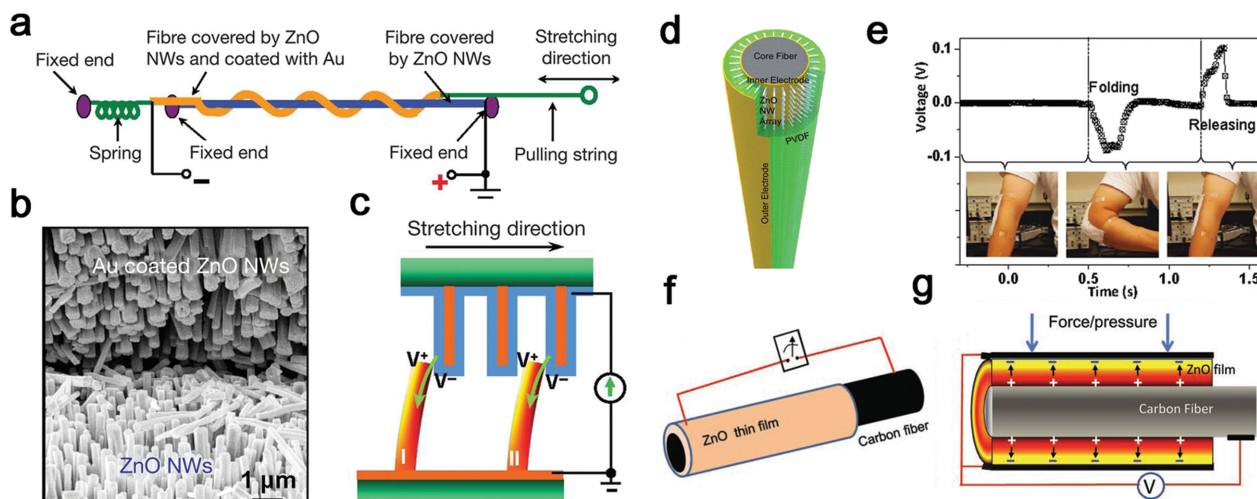 a
Fixed end
Fibre covered by ZnO
NWs and coated with Au
Fibre covered
by ZnO NWs
Stretching
direction
Spring
Fixed end
Fixed end
Pulling string
−
+
b
Au coated ZnO NWs
ZnO NWs
1 µm
c
Stretching direction
V+
V−
V+
V−
I
II
d
Core Fiber
Inner Electrode
ZnO
NW
Array
PVDF
Outer Electrode
e
Voltage (V)
0.1
0.0
-0.1
Folding
Releasing
0.0
0.5
1.0
1.5
Time (s)
f
ZnO thin film
Carbon fiber
g
Force/pressure
ZnO film
+ + + + +
Carbon Fiber
+ + + + +
V